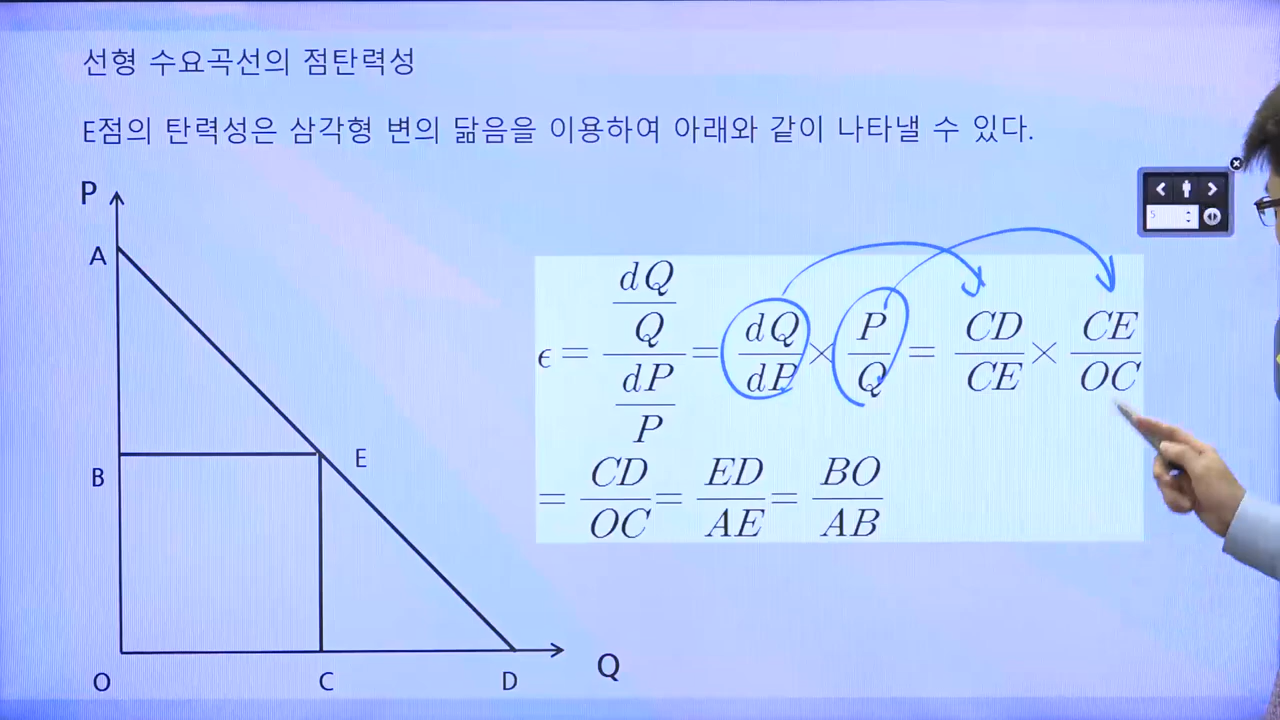 선형 수요곡선의 점탄력성
E점의 탄력성은 삼각형 변의 닮음을 이용하여 아래와 같이 나타낼 수 있다.
P
A
B
E
O
C
D
Q
ϵ = (dQ/Q)/(dP/P) = dQ/dP × P/Q = CD/CE × CE/OC
= CD/OC = ED/AE = BO/AB
5